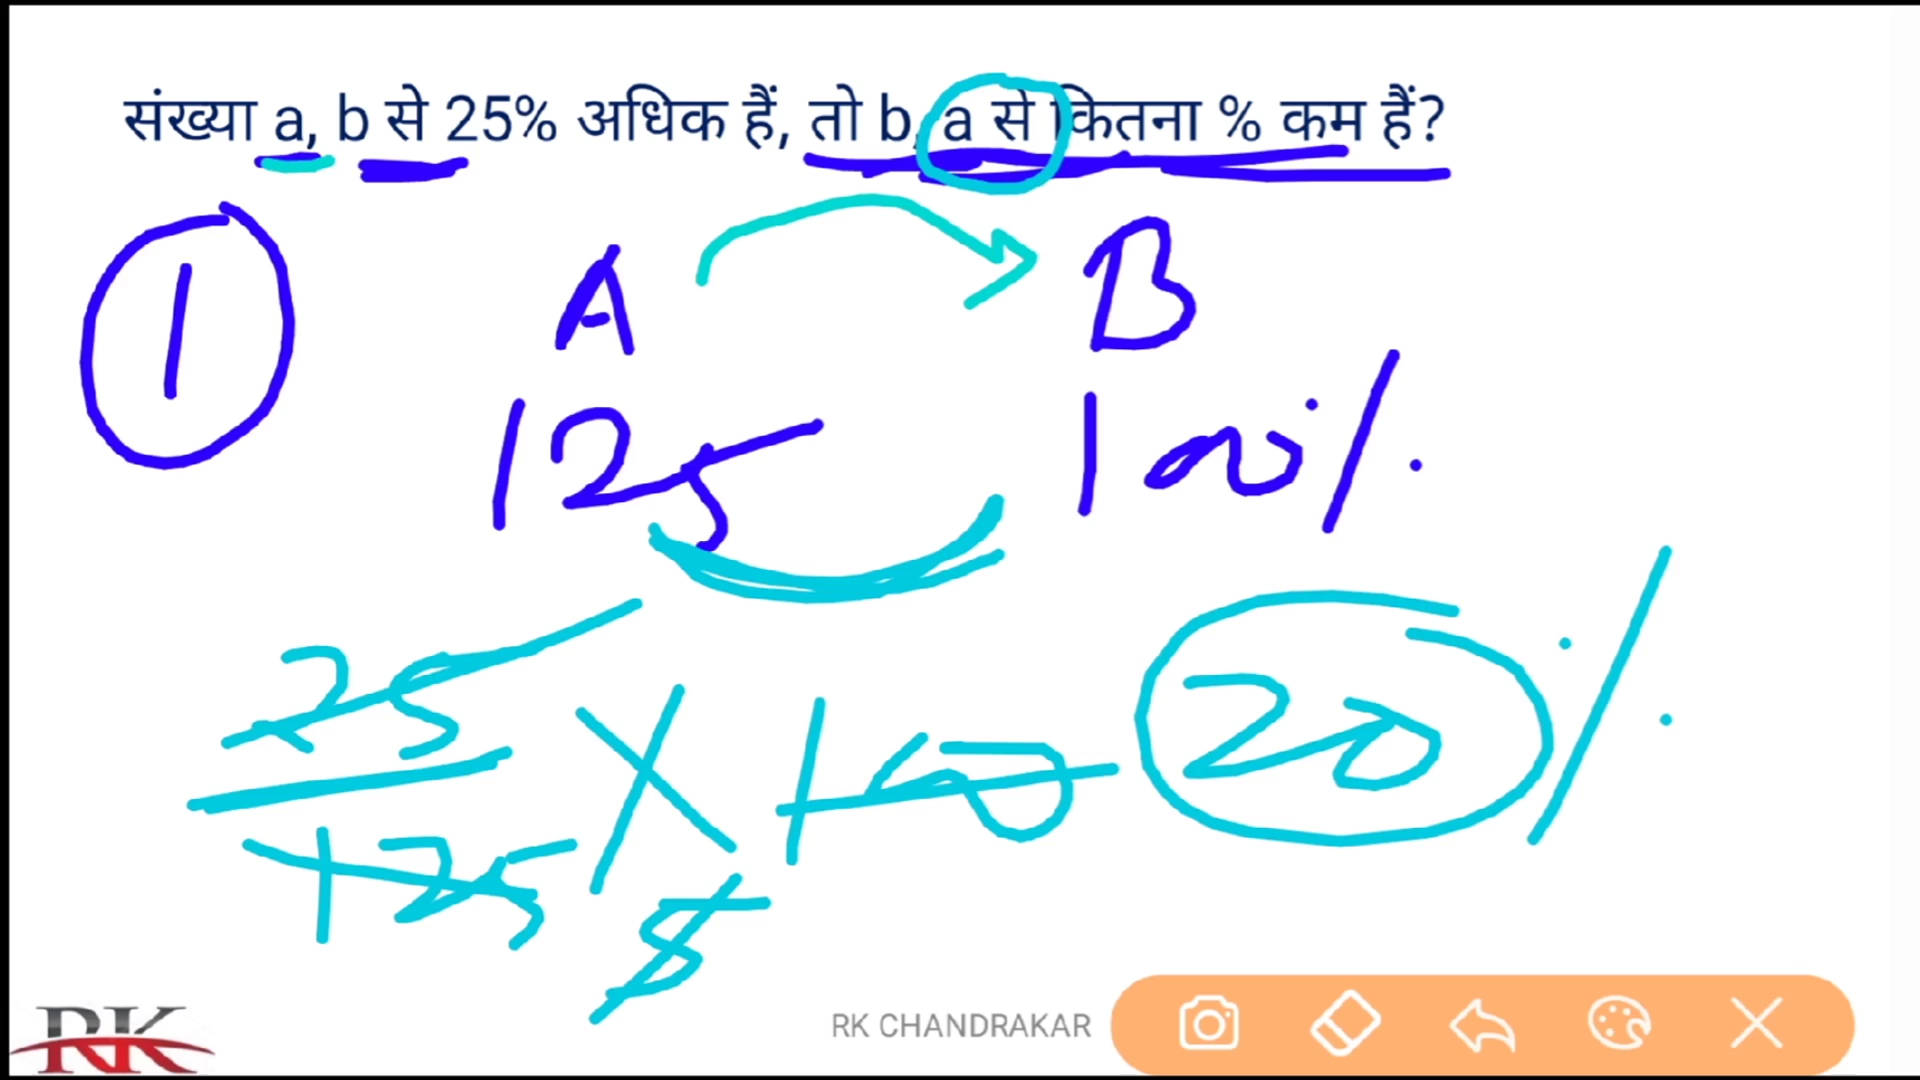 संख्या a, b से 25% अधिक हैं, तो b, a से कितना % कम हैं?
1
A B
125 100%
25
125 × 100 20%
5
RK
RK CHANDRAKAR